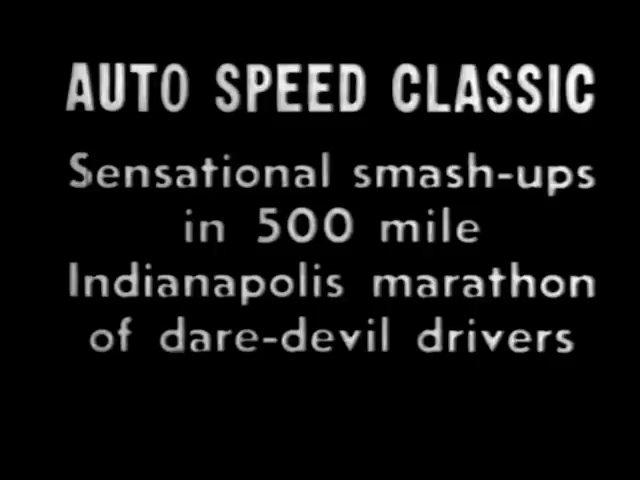 AUTO SPEED CLASSIC
Sensational smash-ups
in 500 mile
Indianapolis marathon
of dare-devil drivers